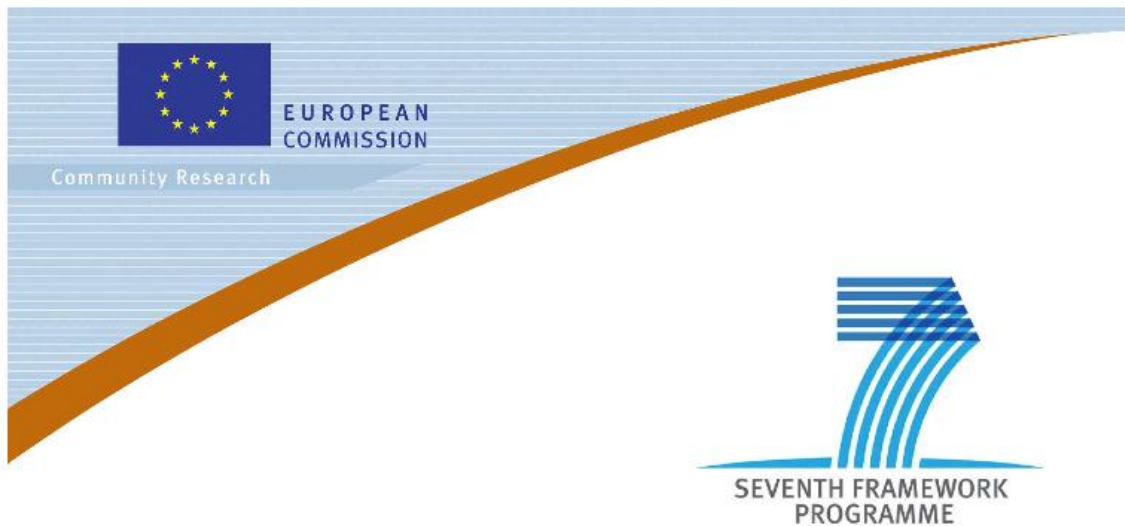 EUROPEAN
COMMISSION
Community Research
SEVENTH FRAMEWORK
PROGRAMME